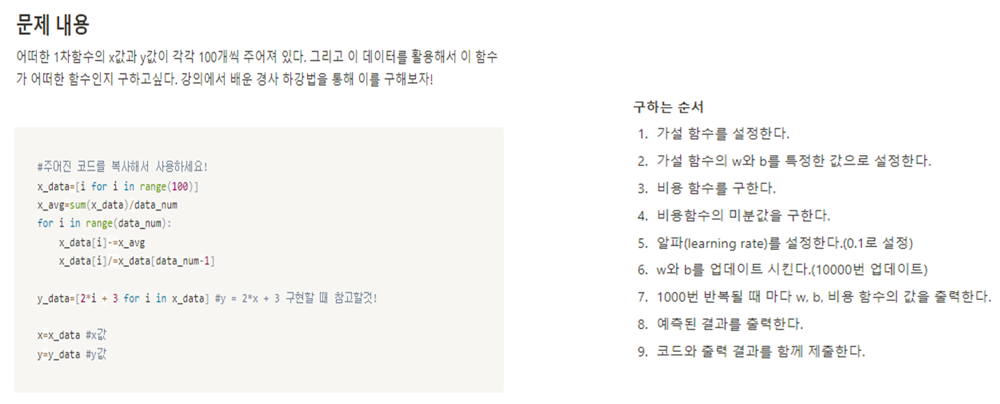 문제 내용
어떠한 1차함수의 x값과 y값이 각각 100개씩 주어져 있다. 그리고 이 데이터를 활용해서 이 함수
가 어떠한 함수인지 구하고싶다. 강의에서 배운 경사 하강법을 통해 이를 구해보자!
#주어진 코드를 복사해서 사용하세요!
x_data=[i for i in range(100)]
x_avg=sum(x_data)/data_num
for i in range(data_num):
    x_data[i]-=x_avg
    x_data[i]/=x_data[data_num-1]
y_data=[2*i + 3 for i in x_data] #y = 2*x + 3 구현할 때 참고할것!
x=x_data #x값
y=y_data #y값
구하는 순서
1. 가설 함수를 설정한다.
2. 가설 함수의 w와 b를 특정한 값으로 설정한다.
3. 비용 함수를 구한다.
4. 비용함수의 미분값을 구한다.
5. 알파(learning rate)를 설정한다.(0.1로 설정)
6. w와 b를 업데이트 시킨다.(10000번 업데이트)
7. 1000번 반복될 때 마다 w, b, 비용 함수의 값을 출력한다.
8. 예측된 결과를 출력한다.
9. 코드와 출력 결과를 함께 제출한다.